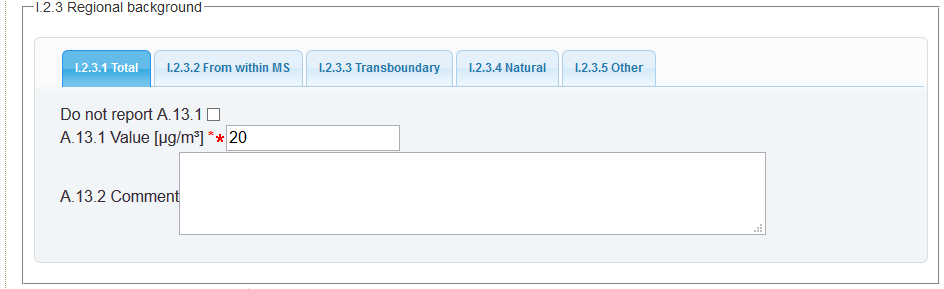 I.2.3 Regional background
I.2.3.1 Total I.2.3.2 From within MS I.2.3.3 Transboundary I.2.3.4 Natural I.2.3.5 Other
Do not report A.13.1
A.13.1 Value [µg/m³] ** 20
A.13.2 Comment